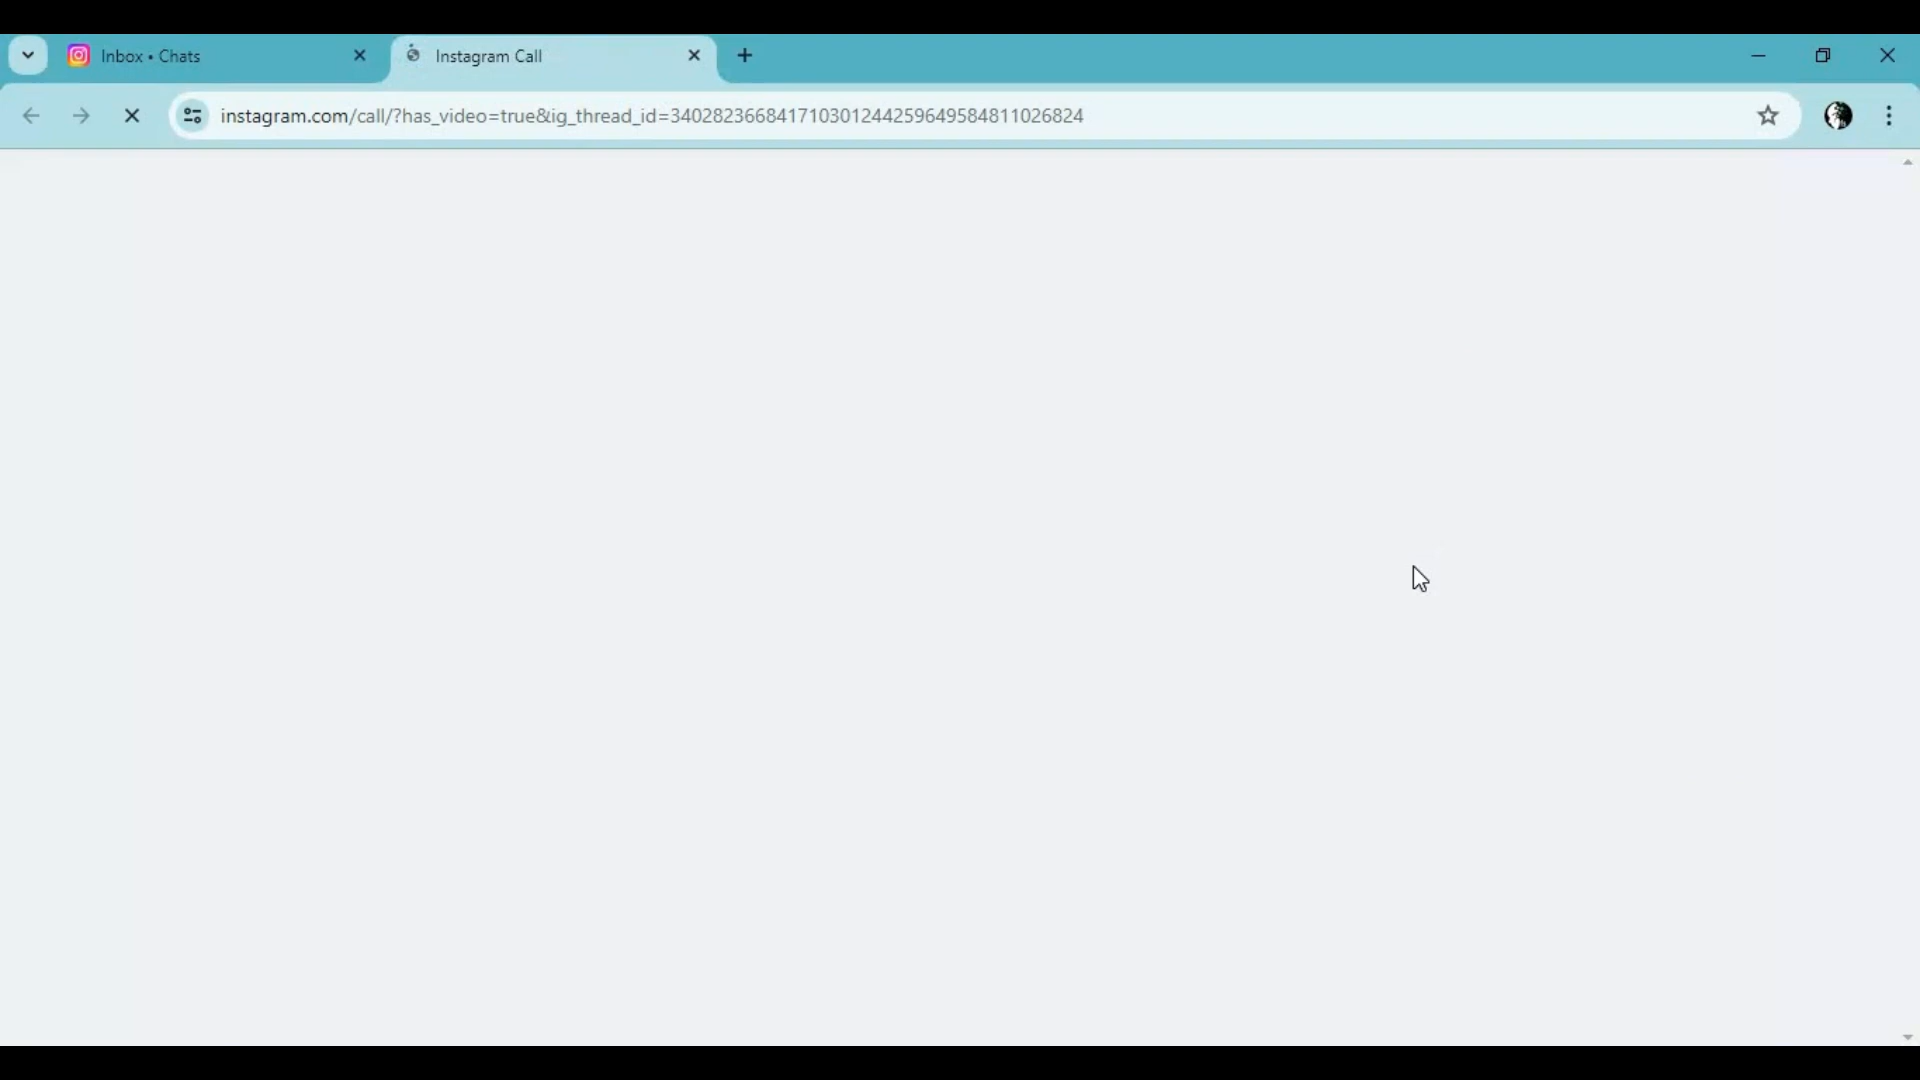 Inbox • Chats
Instagram Call
instagram.com/call/?has_video=true&ig_thread_id=340282366841710301244259649584811026824